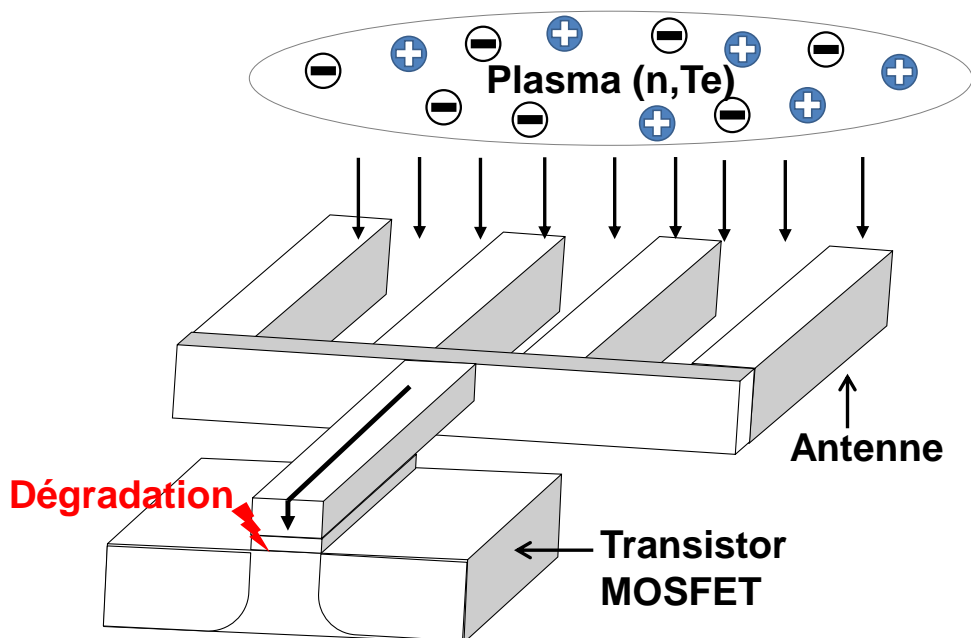 Plasma (n,Te)
Antenne
Dégradation
Transistor
MOSFET